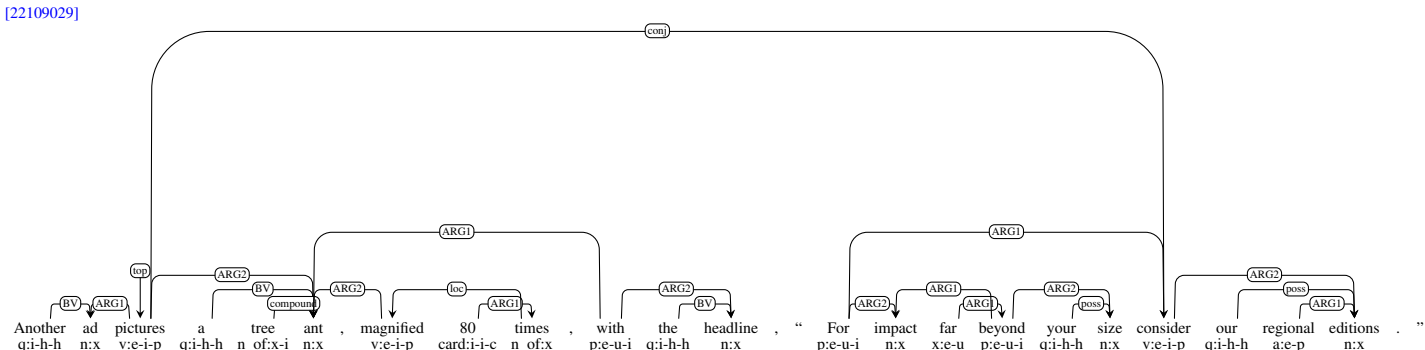 [22109029]
conj
ARG1 ARG1
top ARG2 ARG2
BV loc poss
BV ARG1 compound ARG2 ARG1 ARG2 BV ARG2 ARG1 ARG1 ARG2 poss ARG1
Another ad pictures a tree ant , magnified 80 times , with the headline , “ For impact far beyond your size consider our regional editions . ”
q:i-h-h n:x v:e-i-p q:i-h-h n_of:x-i n:x v:e-i-p card:i-i-c n_of:x p:e-u-i q:i-h-h n:x p:e-u-i n:x x:e-u p:e-u-i q:i-h-h n:x v:e-i-p q:i-h-h a:e-p n:x